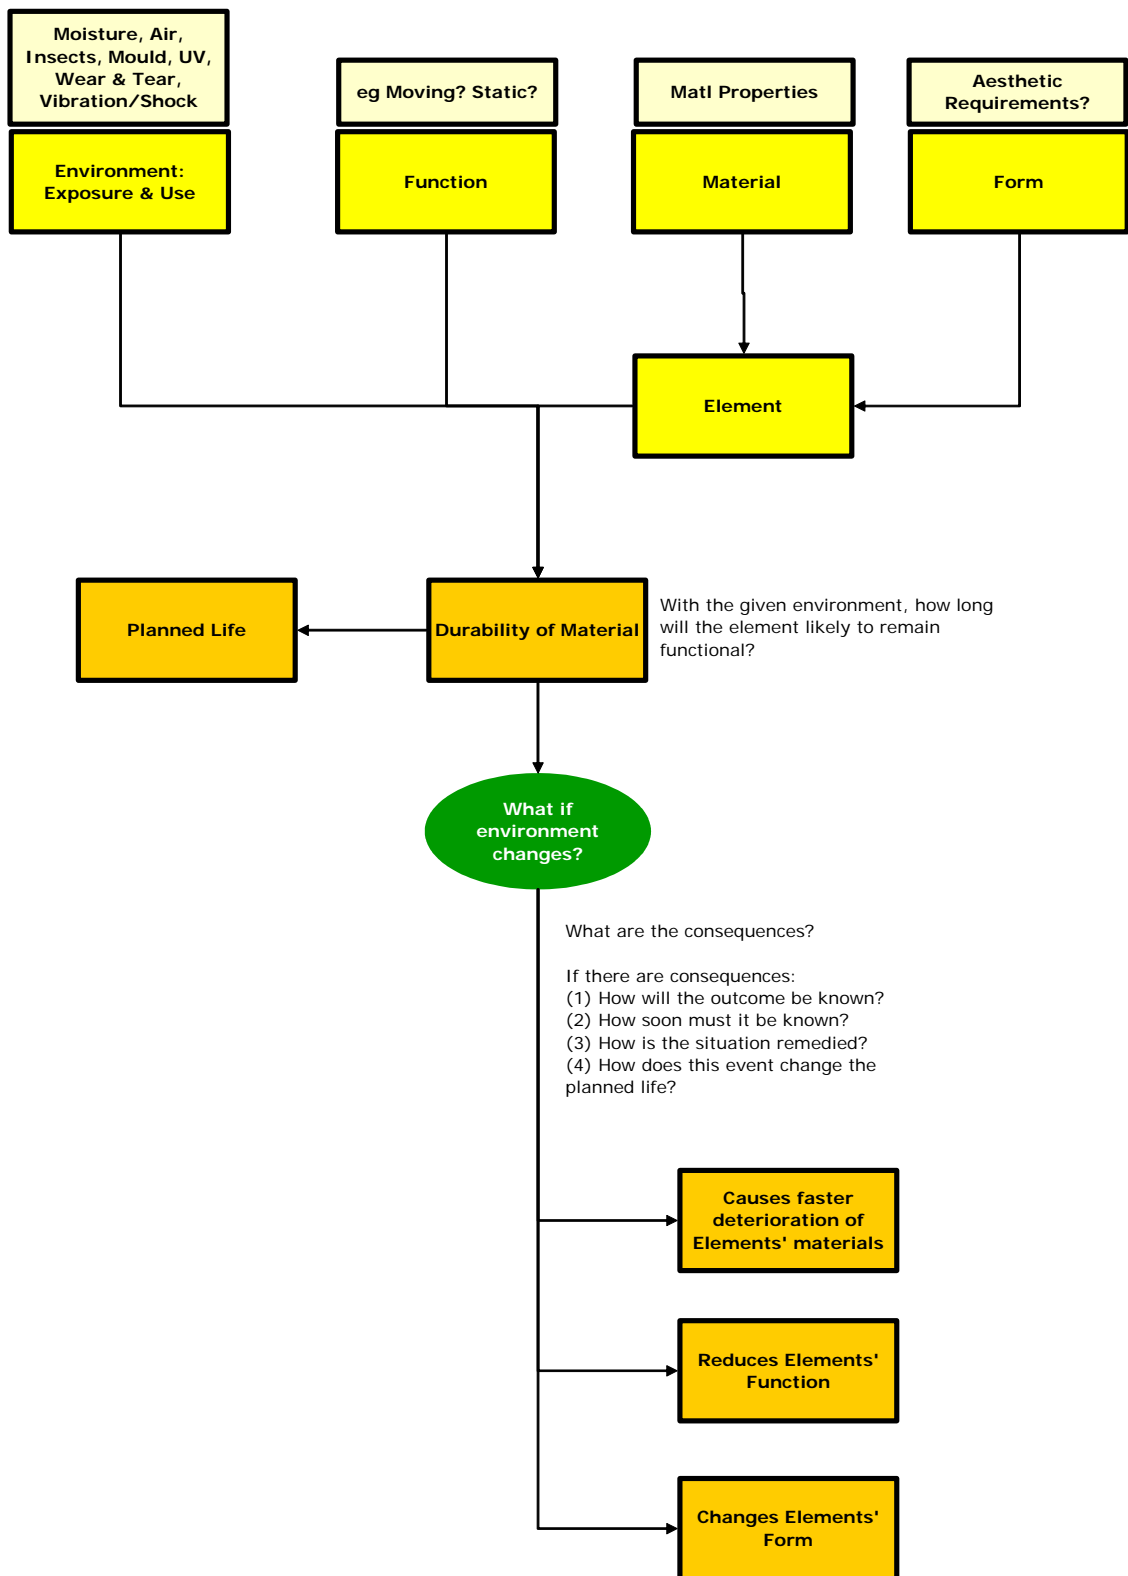 Moisture, Air,
Insects, Mould, UV,
Wear & Tear,
Vibration/Shock
eg Moving? Static?
Matl Properties
Aesthetic
Requirements?
Environment:
Exposure & Use
Function
Material
Form
Element
Planned Life
Durability of Material
With the given environment, how long
will the element likely to remain
functional?
What if
environment
changes?
What are the consequences?
If there are consequences:
(1) How will the outcome be known?
(2) How soon must it be known?
(3) How is the situation remedied?
(4) How does this event change the
planned life?
Causes faster
deterioration of
Elements' materials
Reduces Elements'
Function
Changes Elements'
Form